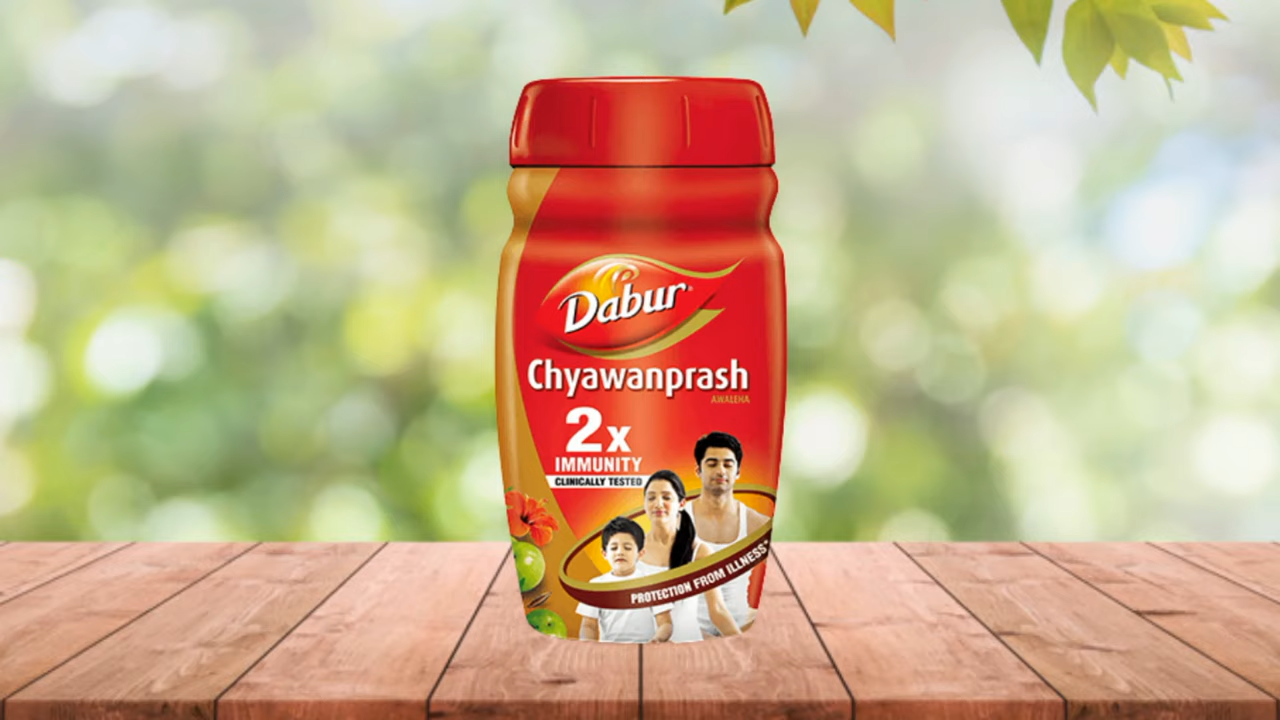 Dabur
Chyawanprash
AWALEHA
2x
IMMUNITY
CLINICALLY TESTED
PROTECTION FROM ILLNESS*